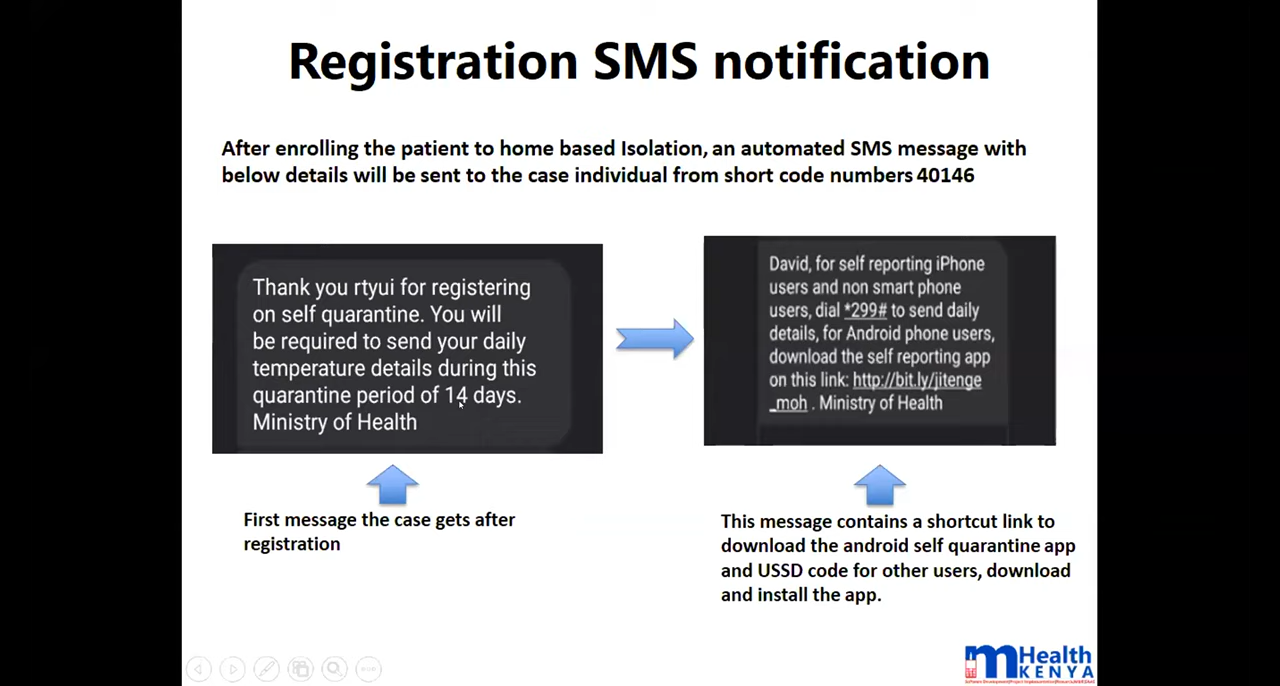 Registration SMS notification
After enrolling the patient to home based Isolation, an automated SMS message with
below details will be sent to the case individual from short code numbers 40146
Thank you rtyui for registering
on self quarantine. You will
be required to send your daily
temperature details during this
quarantine period of 14 days.
Ministry of Health
David, for self reporting iPhone
users and non smart phone
users, dial *299# to send daily
details, for Android phone users,
download the self reporting app
on this link: http://bit.ly/jitenge
_moh . Ministry of Health
First message the case gets after
registration
This message contains a shortcut link to
download the android self quarantine app
and USSD code for other users, download
and install the app.
mHealth
KENYA